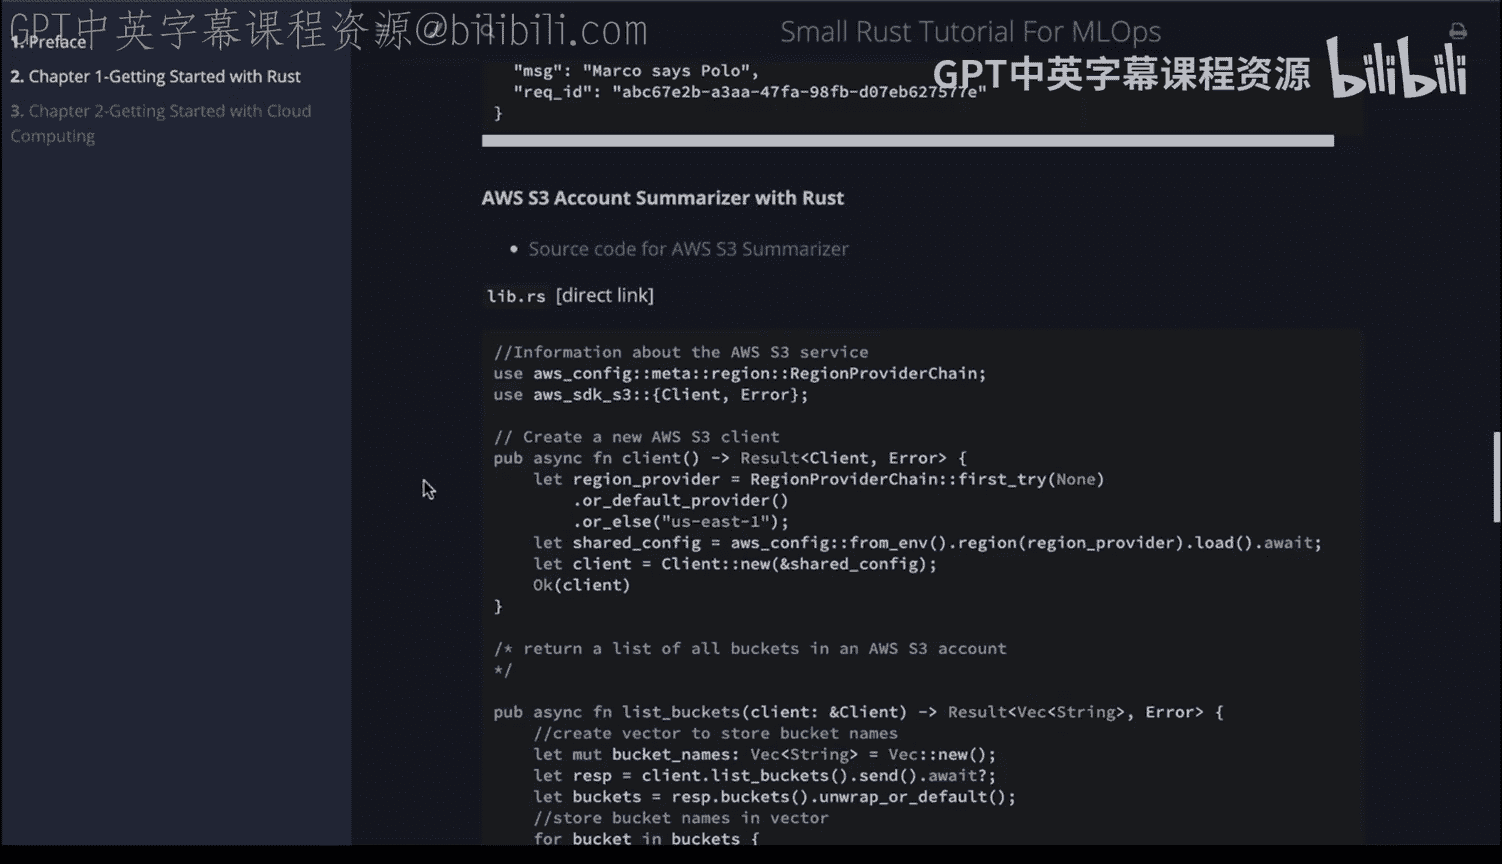 GPT中英字幕课程资源@bilibili.com
Small Rust Tutorial For MLOps
GPT中英字幕课程资源 bilibili
1. Preface
2. Chapter 1-Getting Started with Rust
3. Chapter 2-Getting Started with Cloud
Computing
"msg": "Marco says Polo",
"req_id": "abc67e2b-a3aa-47fa-98fb-d07eb627577e"
}
AWS S3 Account Summarizer with Rust
• Source code for AWS S3 Summarizer
lib.rs [direct link]
//Information about the AWS S3 service
use aws_config::meta::region::RegionProviderChain;
use aws_sdk_s3::{Client, Error};
// Create a new AWS S3 client
pub async fn client() -> Result<Client, Error> {
let region_provider = RegionProviderChain::first_try(None)
.or_default_provider()
.or_else("us-east-1");
let shared_config = aws_config::from_env().region(region_provider).load().await;
let client = Client::new(&shared_config);
Ok(client)
}
/* return a list of all buckets in an AWS S3 account
*/
pub async fn list_buckets(client: &Client) -> Result<Vec<String>, Error> {
//create vector to store bucket names
let mut bucket_names: Vec<String> = Vec::new();
let resp = client.list_buckets().send().await?;
let buckets = resp.buckets().unwrap_or_default();
//store bucket names in vector
for bucket in buckets {